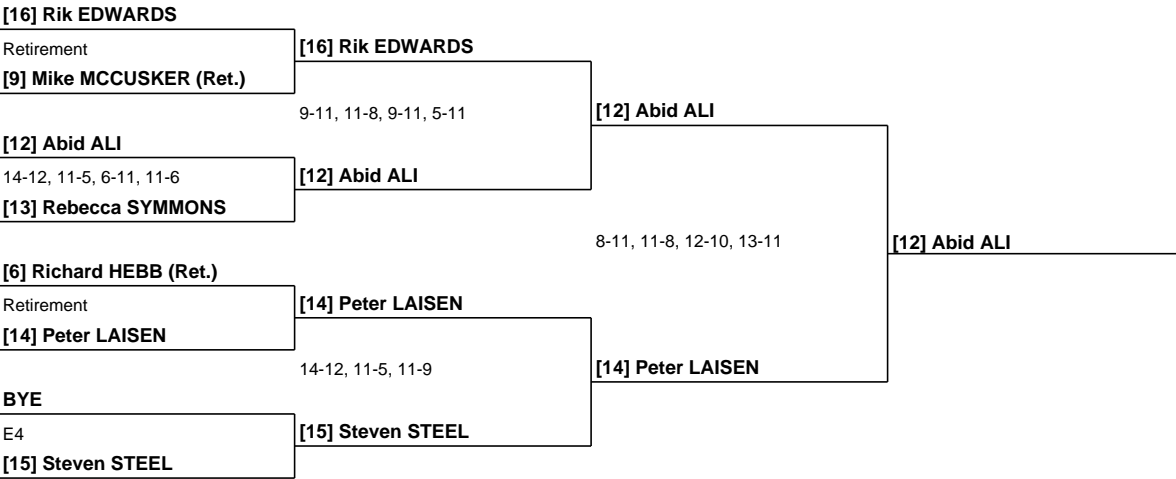 [16] Rik EDWARDS
Retirement
[16] Rik EDWARDS
[9] Mike MCCUSKER (Ret.)
9-11, 11-8, 9-11, 5-11
[12] Abid ALI
[12] Abid ALI
14-12, 11-5, 6-11, 11-6
[12] Abid ALI
[13] Rebecca SYMMONS
8-11, 11-8, 12-10, 13-11
[12] Abid ALI
[6] Richard HEBB (Ret.)
Retirement
[14] Peter LAISEN
[14] Peter LAISEN
14-12, 11-5, 11-9
[14] Peter LAISEN
BYE
E4
[15] Steven STEEL
[15] Steven STEEL